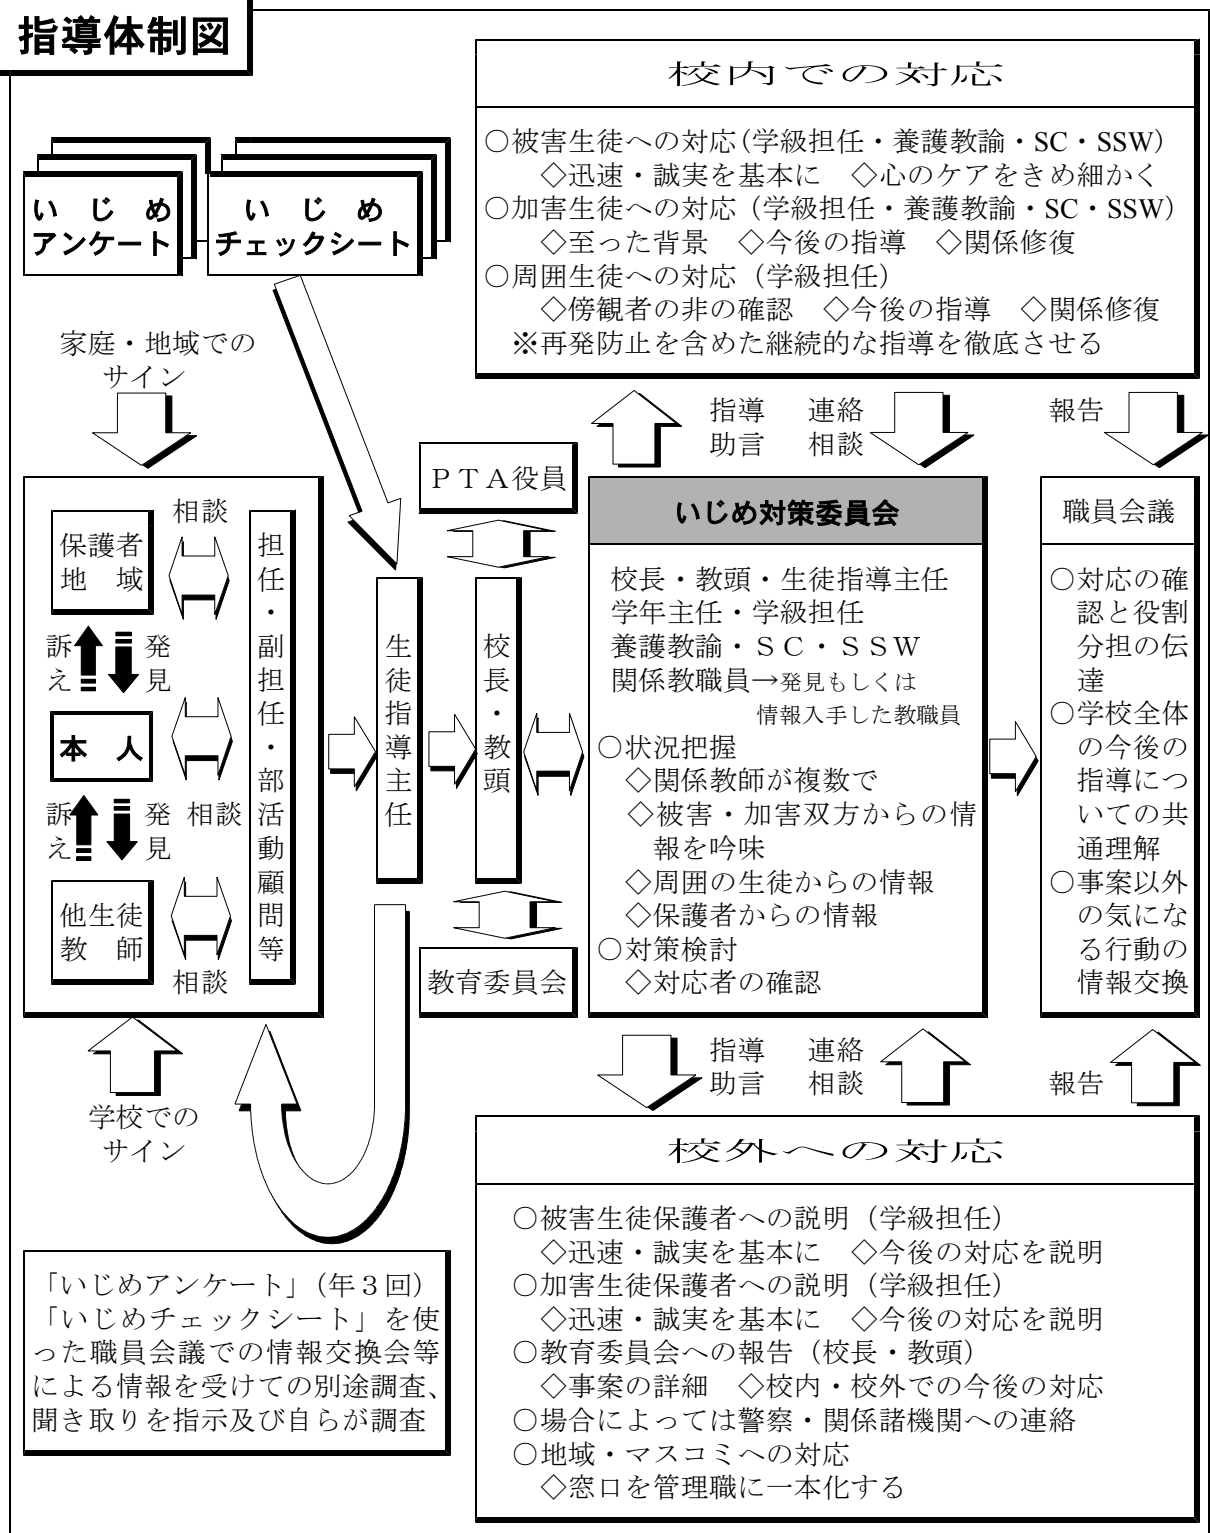 指導体制図
校内での対応
○被害生徒への対応(学級担任・養護教諭・SC・SSW)
◇迅速・誠実を基本に　◇心のケアをきめ細かく
○加害生徒への対応（学級担任・養護教諭・SC・SSW）
◇至った背景　◇今後の指導　◇関係修復
○周囲生徒への対応（学級担任）
◇傍観者の非の確認　◇今後の指導　◇関係修復
※再発防止を含めた継続的な指導を徹底させる
いじめ
アンケート
いじめ
チェックシート
家庭・地域での
サイン
指導
助言
連絡
相談
報告
保護者
地　域
相談
訴え
発見
本　人
訴え
発見
相談
他生徒
教　師
相談
担任・副担任・部活動顧問等
学校での
サイン
生徒指導主任
ＰＴＡ役員
校長・教頭
教育委員会
いじめ対策委員会
校長・教頭・生徒指導主任
学年主任・学級担任
養護教諭・ＳＣ・ＳＳＷ
関係教職員→発見もしくは
情報入手した教職員
○状況把握
◇関係教師が複数で
◇被害・加害双方からの情
報を吟味
◇周囲の生徒からの情報
◇保護者からの情報
○対策検討
◇対応者の確認
職員会議
○対応の確
認と役割
分担の伝
達
○学校全体
の今後の
指導につ
いての共
通理解
○事案以外
の気にな
る行動の
情報交換
指導
助言
連絡
相談
報告
校外への対応
○被害生徒保護者への説明（学級担任）
◇迅速・誠実を基本に　◇今後の対応を説明
○加害生徒保護者への説明（学級担任）
◇迅速・誠実を基本に　◇今後の対応を説明
○教育委員会への報告（校長・教頭）
◇事案の詳細　◇校内・校外での今後の対応
○場合によっては警察・関係諸機関への連絡
○地域・マスコミへの対応
◇窓口を管理職に一本化する
「いじめアンケート」（年３回）
「いじめチェックシート」を使
った職員会議での情報交換会等
による情報を受けての別途調査、
聞き取りを指示及び自らが調査